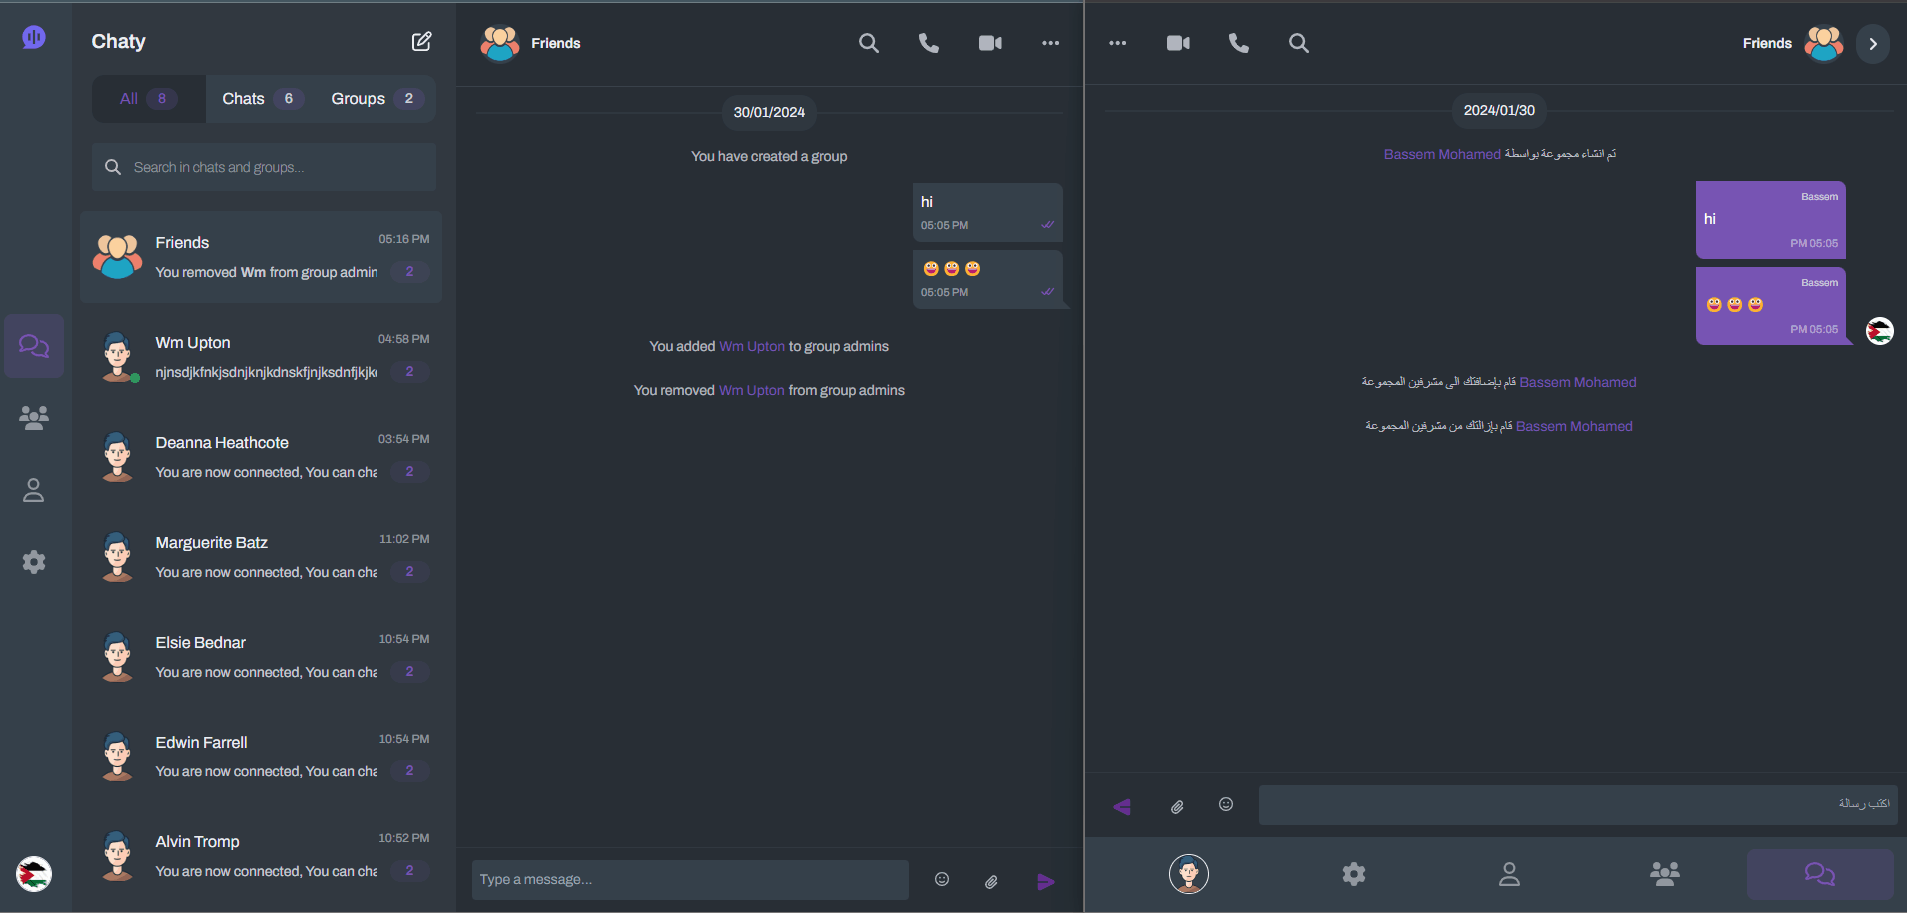 Chaty
All 8
Chats 6
Groups 2
Search in chats and groups...
Friends
05:16 PM
You removed Wm from group admin
2
Wm Upton
04:58 PM
njnsdjkfnkjsdnjknjkdnskfjnjksdnfjkjk
2
Deanna Heathcote
03:54 PM
You are now connected, You can cha
2
Marguerite Batz
11:02 PM
You are now connected, You can cha
2
Elsie Bednar
10:54 PM
You are now connected, You can cha
2
Edwin Farrell
10:54 PM
You are now connected, You can cha
2
Alvin Tromp
10:52 PM
You are now connected, You can cha
2
Friends
30/01/2024
You have created a group
hi
05:05 PM
05:05 PM
You added Wm Upton to group admins
You removed Wm Upton from group admins
Type a message...
Friends
2024/01/30
تم انشاء مجموعة بواسطة Bassem Mohamed
Bassem
hi
PM 05:05
Bassem
PM 05:05
Bassem Mohamed قام بإضافتك الى مشرفين المجموعة
Bassem Mohamed قام بإزالتك من مشرفين المجموعة
اكتب رسالة